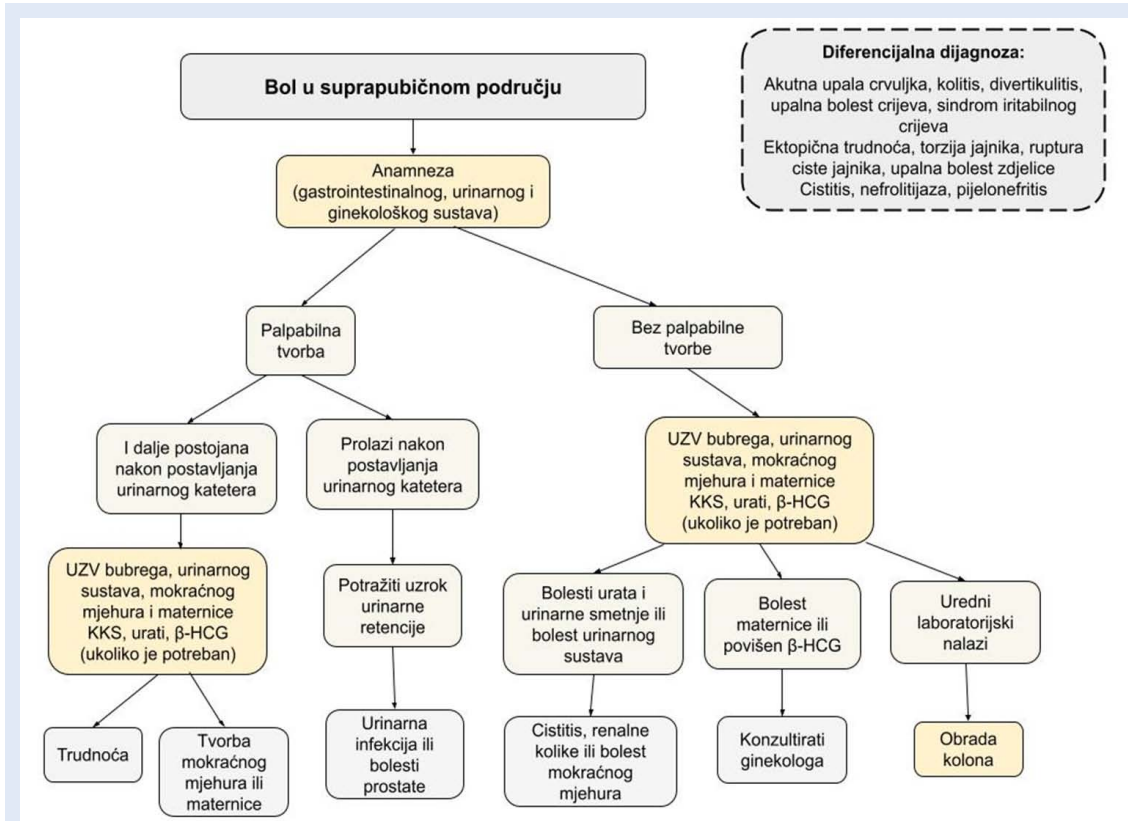 Bol u suprapubičnom području
Diferencijalna dijagnoza:
Akutna upala crvuljka, kolitis, divertikulitis,
upalna bolest crijeva, sindrom iritabilnog
crijeva
Ektopična trudnoća, torzija jajnika, ruptura
ciste jajnika, upalna bolest zdjelice
Cistitis, nefrolitijaza, pijelonefritis
Anamneza
(gastrointestinalnog, urinarnog i
ginekološkog sustava)
Palpabilna
tvorba
Bez palpabilne
tvorbe
I dalje postojana
nakon postavljanja
urinarnog katetera
Prolazi nakon
postavljanja
urinarnog katetera
UZV bubrega, urinarnog
sustava, mokraćnog
mjehura i maternice
KKS, urati, β-HCG
(ukoliko je potreban)
UZV bubrega, urinarnog
sustava, mokraćnog
mjehura i maternice
KKS, urati, β-HCG
(ukoliko je potreban)
Potražiti uzrok
urinarne
retencije
Bolesti urata i
urinarne smetnje ili
bolest urinarnog
sustava
Bolest
maternice ili
povišen β-HCG
Uredni
laboratorijski
nalazi
Trudnoća
Tvorba
mokraćnog
mjehura ili
maternice
Urinarna
infekcija ili
bolesti
prostate
Cistitis, renalne
kolike ili bolest
mokraćnog
mjehura
Konzultirati
ginekologa
Obrada
kolona